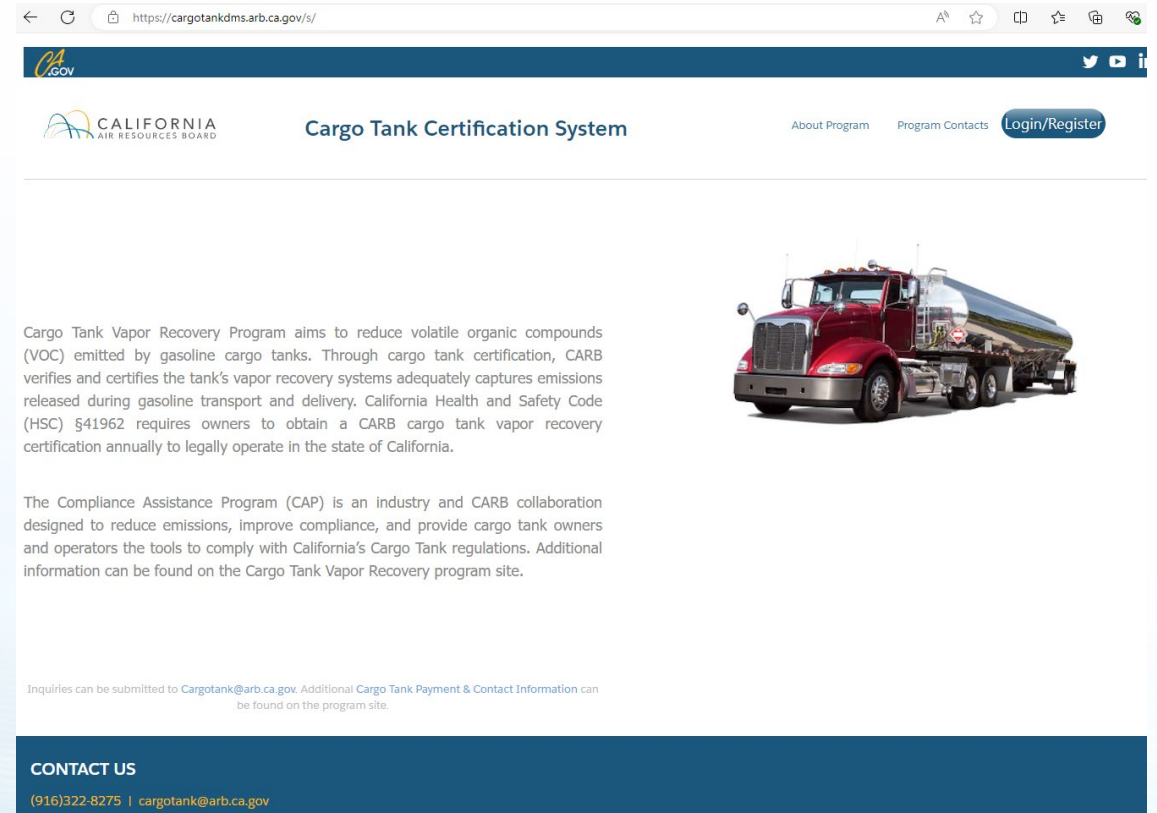 https://cargotankdms.arb.ca.gov/s/
CA
.GOV
CALIFORNIA
AIR RESOURCES BOARD
Cargo Tank Certification System
About Program
Program Contacts
Login/Register
Cargo Tank Vapor Recovery Program aims to reduce volatile organic compounds
(VOC) emitted by gasoline cargo tanks. Through cargo tank certification, CARB
verifies and certifies the tank's vapor recovery systems adequately captures emissions
released during gasoline transport and delivery. California Health and Safety Code
(HSC) §41962 requires owners to obtain a CARB cargo tank vapor recovery
certification annually to legally operate in the state of California.
The Compliance Assistance Program (CAP) is an industry and CARB collaboration
designed to reduce emissions, improve compliance, and provide cargo tank owners
and operators the tools to comply with California's Cargo Tank regulations. Additional
information can be found on the Cargo Tank Vapor Recovery program site.
Inquiries can be submitted to Cargotank@arb.ca.gov. Additional Cargo Tank Payment & Contact Information can
be found on the program site.
CONTACT US
(916)322-8275 | cargotank@arb.ca.gov